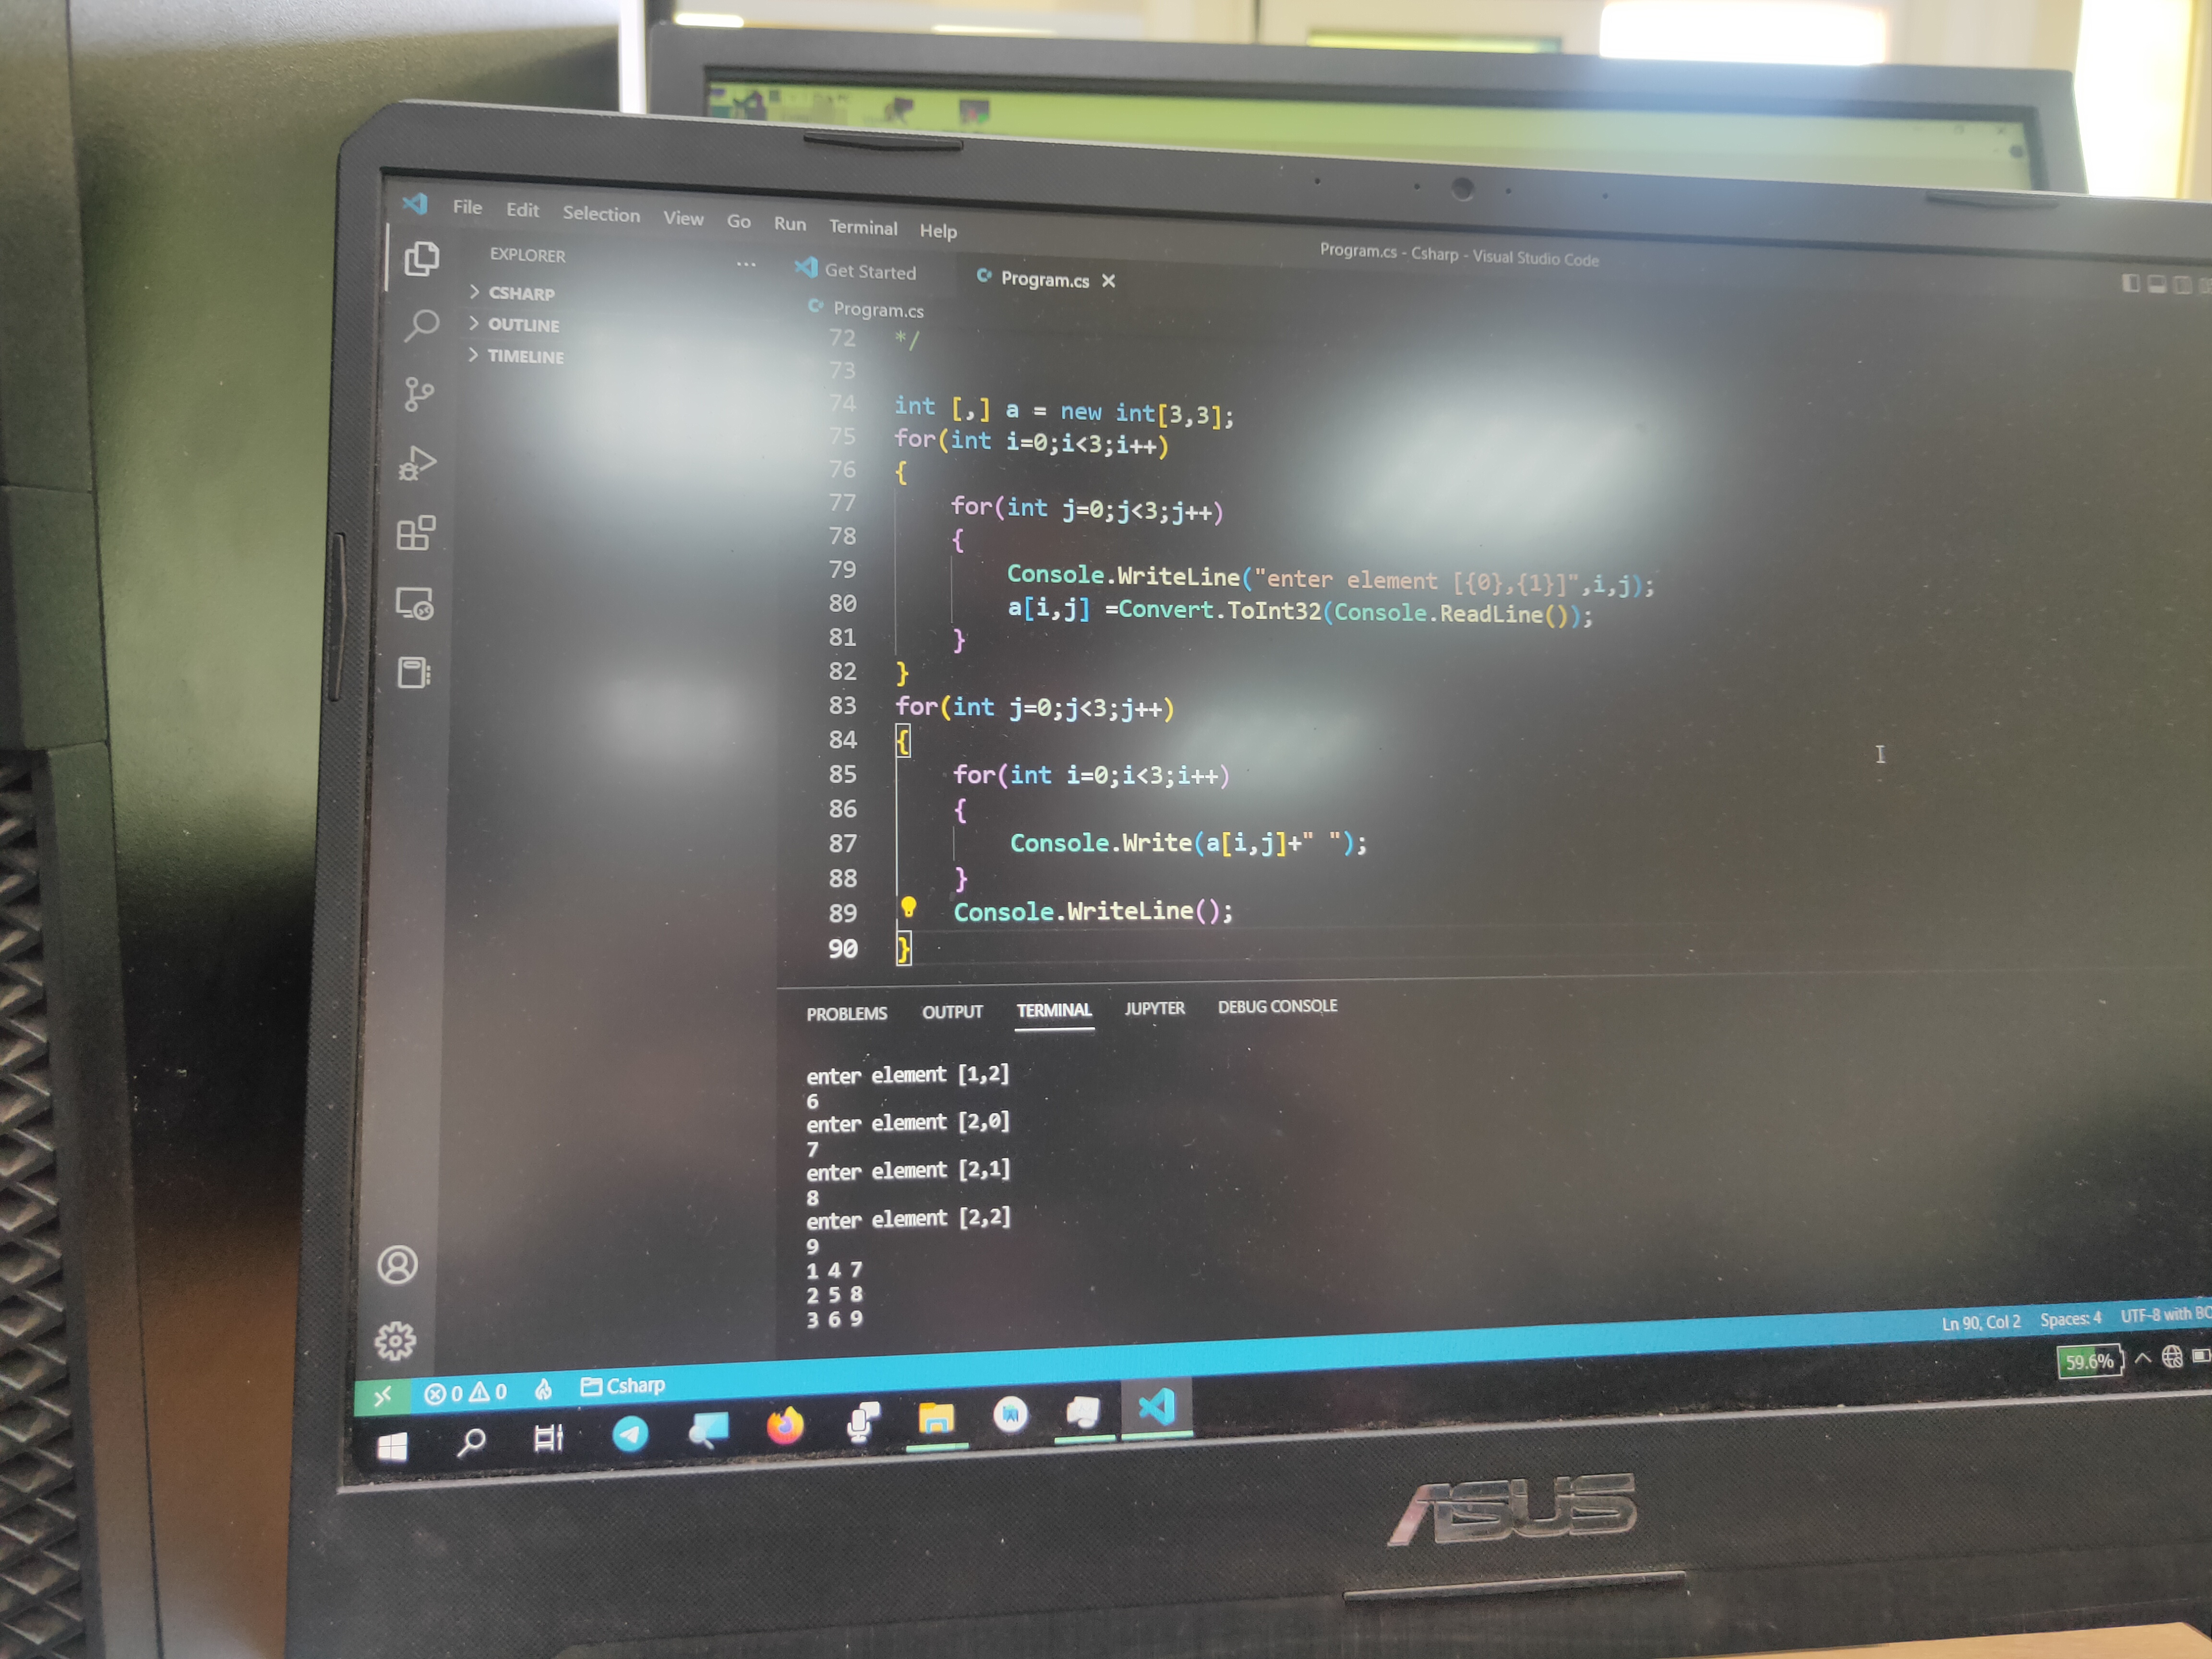 File Edit Selection View Go Run Terminal Help
Program.cs - Csharp - Visual Studio Code
EXPLORER ...
CSHARP
OUTLINE
TIMELINE
Get Started
Program.cs
Program.cs
72 */
73
74 int [,] a = new int[3,3];
75 for(int i=0;i<3;i++)
76 {
77 for(int j=0;j<3;j++)
78 {
79 Console.WriteLine("enter element [{0},{1}]",i,j);
80 a[i,j] =Convert.ToInt32(Console.ReadLine());
81 }
82 }
83 for(int j=0;j<3;j++)
84 {
85 for(int i=0;i<3;i++)
86 {
87 Console.Write(a[i,j]+" ");
88 }
89 Console.WriteLine();
90 }
PROBLEMS OUTPUT TERMINAL JUPYTER DEBUG CONSOLE
enter element [1,2]
6
enter element [2,0]
7
enter element [2,1]
8
enter element [2,2]
9
1 4 7
2 5 8
3 6 9
0 0 Csharp
Ln 90, Col 2 Spaces: 4 UTF-8 with BO
59.6%
ASUS